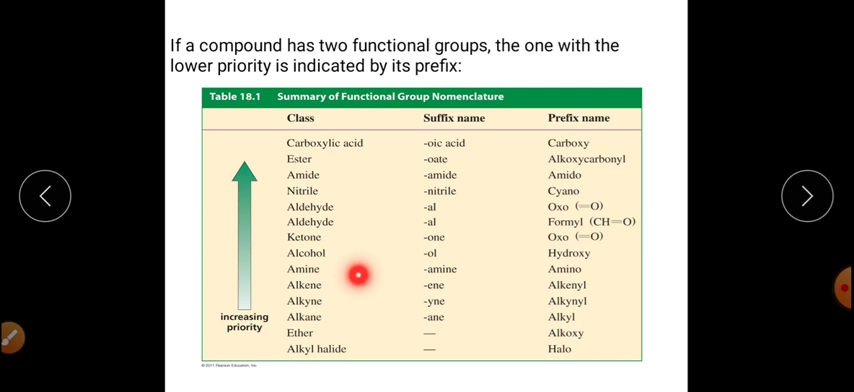 If a compound has two functional groups, the one with the
lower priority is indicated by its prefix:
Table 18.1 Summary of Functional Group Nomenclature
Class Suffix name Prefix name
Carboxylic acid -oic acid Carboxy
Ester -oate Alkoxycarbonyl
Amide -amide Amido
Nitrile -nitrile Cyano
Aldehyde -al Oxo (=O)
Aldehyde -al Formyl (CH=O)
Ketone -one Oxo (=O)
Alcohol -ol Hydroxy
Amine -amine Amino
Alkene -ene Alkenyl
Alkyne -yne Alkynyl
Alkane -ane Alkyl
Ether — Alkoxy
Alkyl halide — Halo
increasing
priority
© 2011 Pearson Education, Inc.